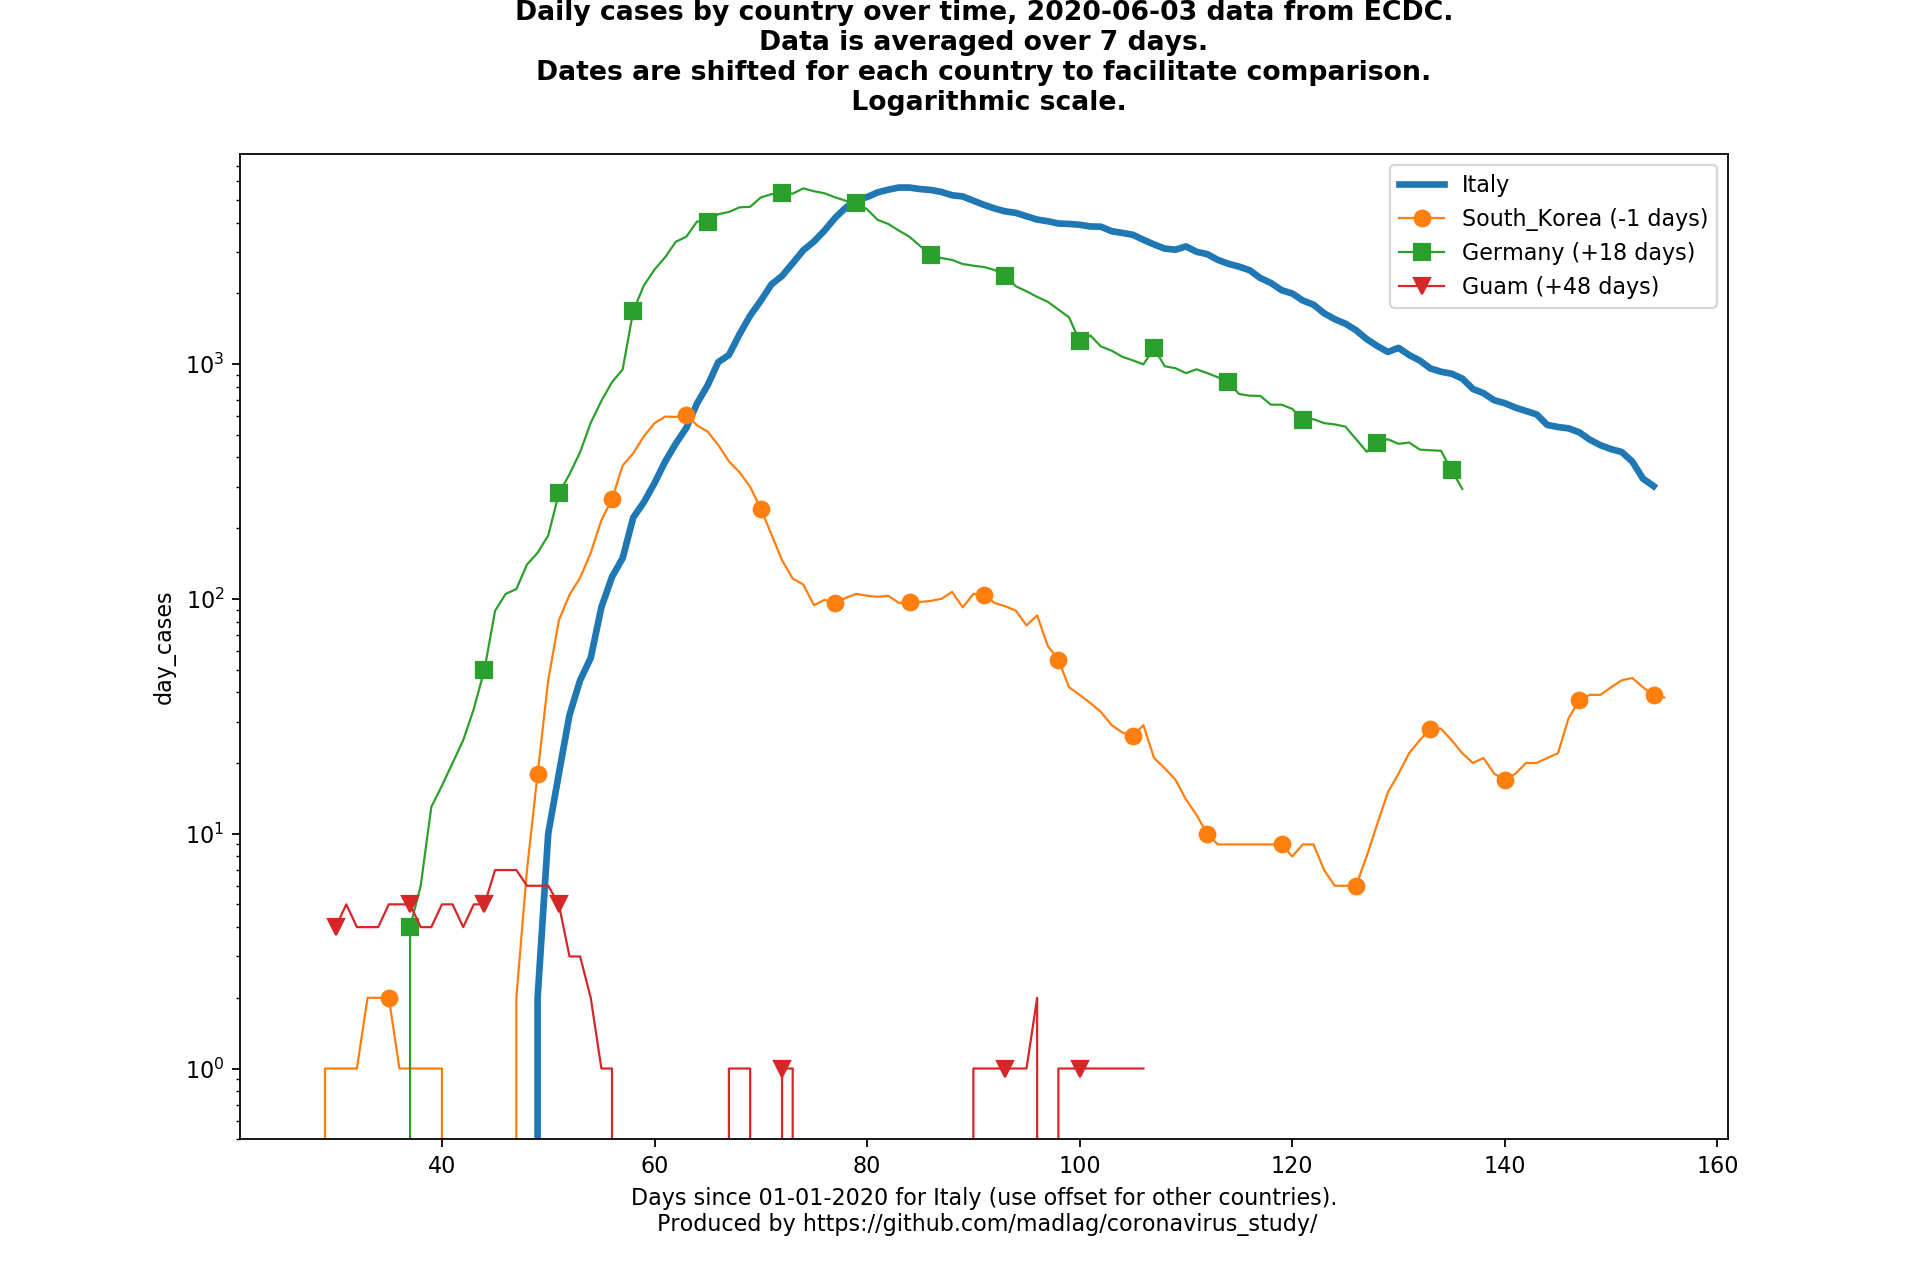 Daily cases by country over time, 2020-06-03 data from ECDC.
Data is averaged over 7 days.
Dates are shifted for each country to facilitate comparison.
Logarithmic scale.
Italy
South_Korea (-1 days)
Germany (+18 days)
Guam (+48 days)
day_cases
10³
10²
10¹
10⁰
40 60 80 100 120 140 160
Days since 01-01-2020 for Italy (use offset for other countries).
Produced by https://github.com/madlag/coronavirus_study/